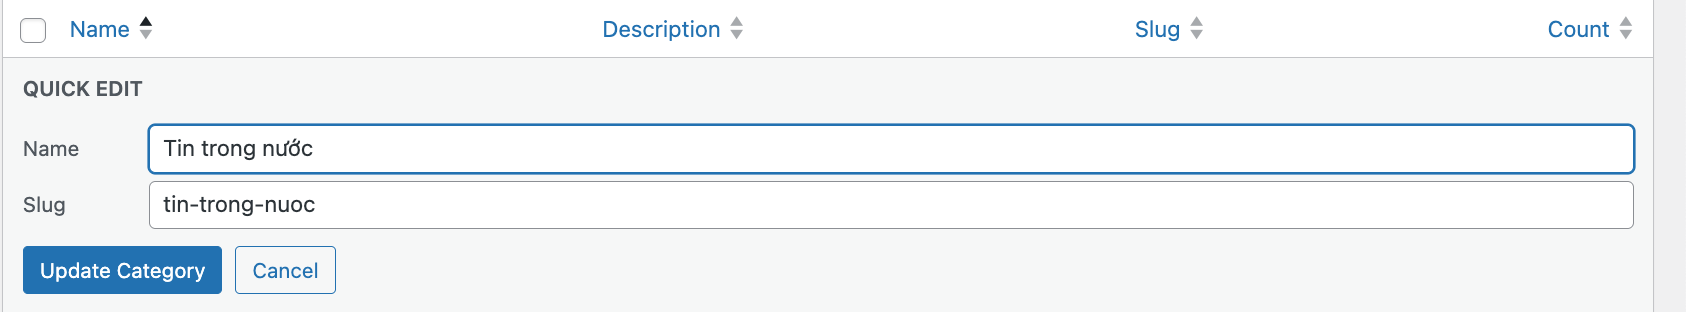 Name Description Slug Count
QUICK EDIT
Name Tin trong nước
Slug tin-trong-nuoc
Update Category Cancel